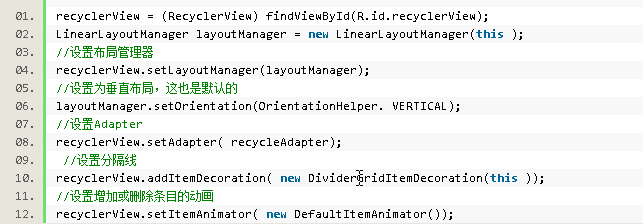 01. recyclerView = (RecyclerView) findViewById(R.id.recyclerView);
02. LinearLayoutManager layoutManager = new LinearLayoutManager(this );
03. //设置布局管理器
04. recyclerView.setLayoutManager(layoutManager);
05. //设置为垂直布局，这也是默认的
06. layoutManager.setOrientation(OrientationHelper. VERTICAL);
07. //设置Adapter
08. recyclerView.setAdapter( recycleAdapter);
09. //设置分隔线
10. recyclerView.addItemDecoration( new DividerGridItemDecoration(this ));
11. //设置增加或删除条目的动画
12. recyclerView.setItemAnimator( new DefaultItemAnimator());